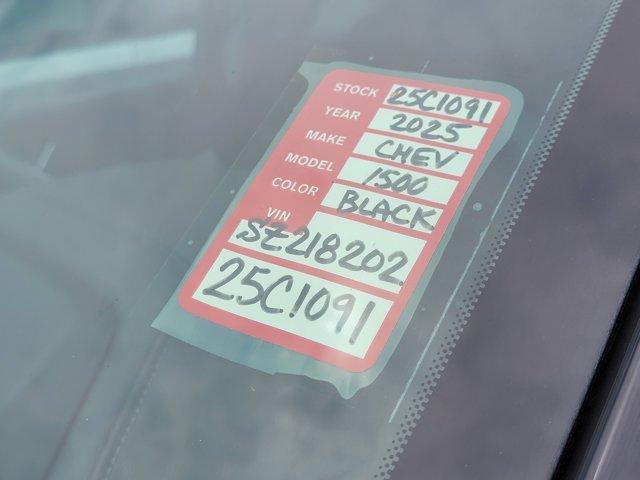 STOCK 25C1091
YEAR 2025
MAKE CHEV
MODEL 1500
COLOR BLACK
VIN
SZ218202
25C1091